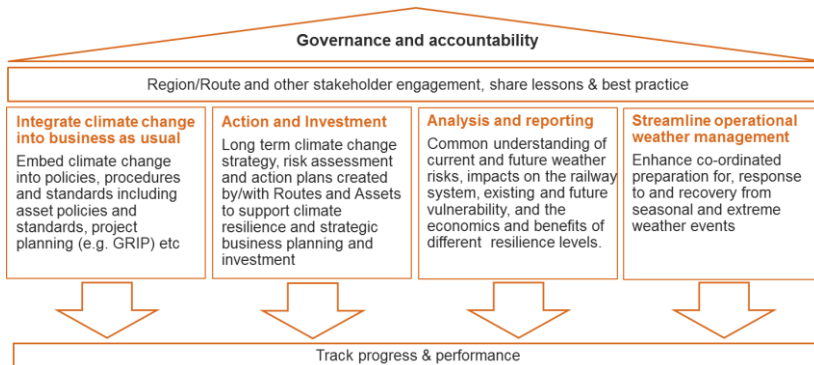 Governance and accountability
Region/Route and other stakeholder engagement, share lessons & best practice
Integrate climate change
into business as usual
Embed climate change
into policies, procedures
and standards including
asset policies and
standards, project
planning (e.g. GRIP) etc
Action and Investment
Long term climate change
strategy, risk assessment
and action plans created
by/with Routes and Assets
to support climate
resilience and strategic
business planning and
investment
Analysis and reporting
Common understanding of
current and future weather
risks, impacts on the railway
system, existing and future
vulnerability, and the
economics and benefits of
different resilience levels.
Streamline operational
weather management
Enhance co-ordinated
preparation for, response
to and recovery from
seasonal and extreme
weather events
Track progress & performance